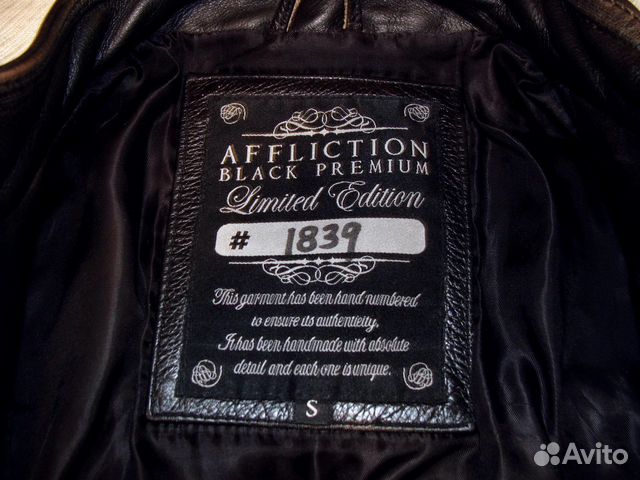 AFFLICTION
BLACK PREMIUM
Limited Edition
# 1839
This garment has been hand numbered
to ensure its authenticity.
It has been handmade with absolute
detail and each one is unique.
S
Avito